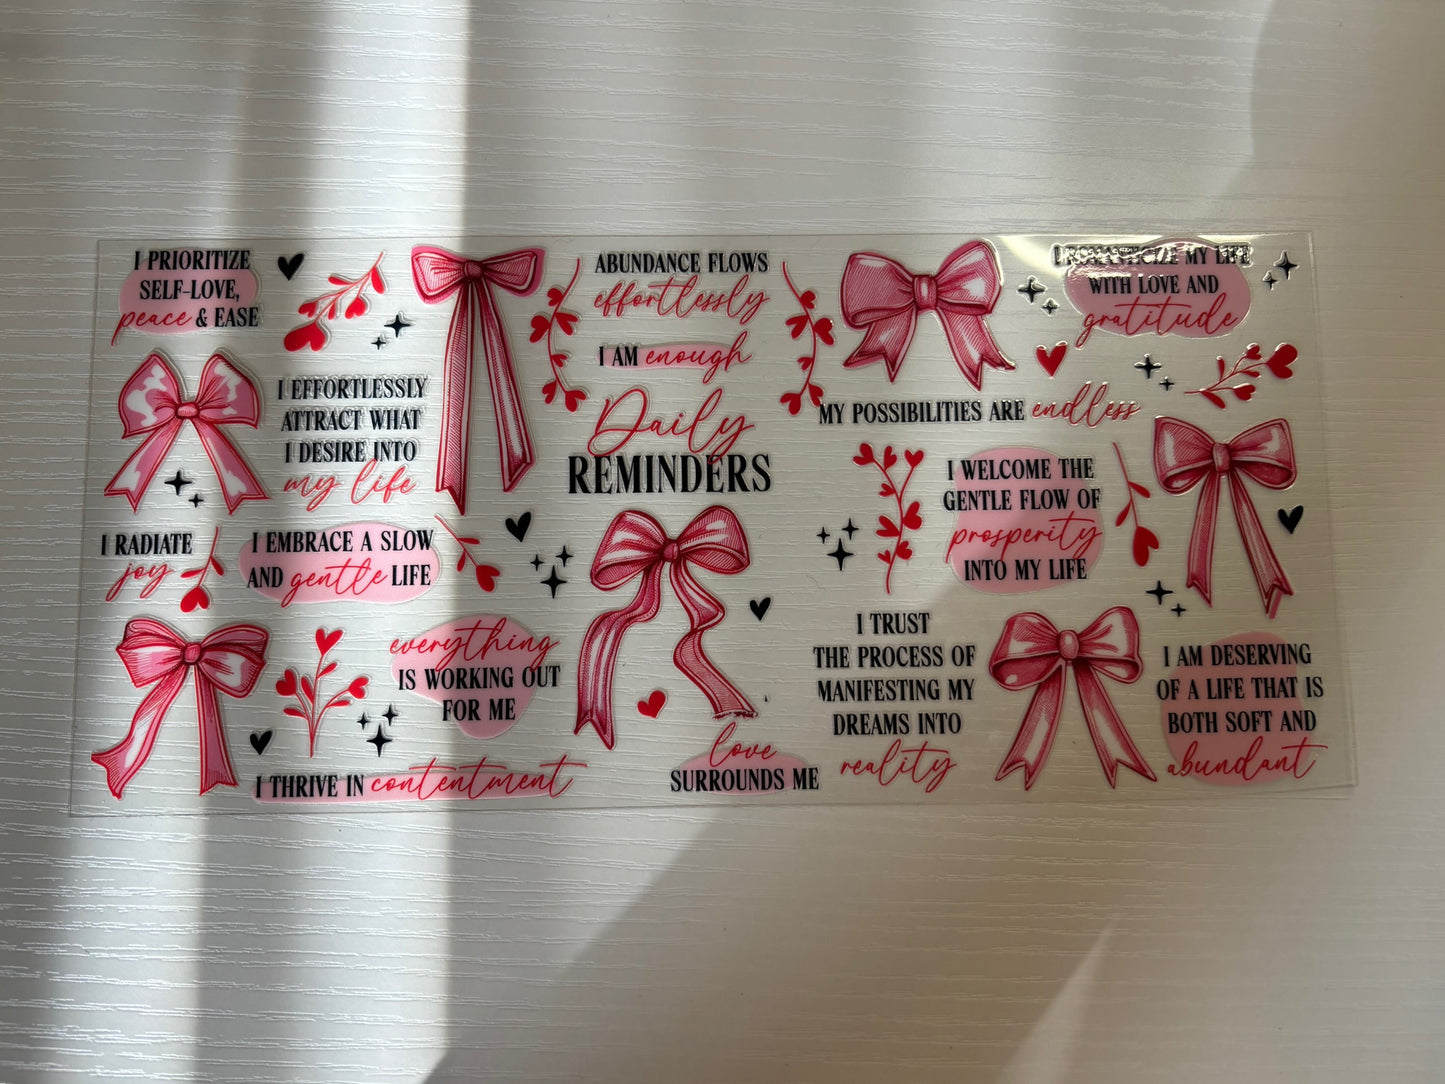 I PRIORITIZE
SELF-LOVE,
peace & EASE
I EFFORTLESSLY
ATTRACT WHAT
I DESIRE INTO
my life
I RADIATE
joy
I EMBRACE A SLOW
AND gentle LIFE
everything
IS WORKING OUT
FOR ME
I THRIVE IN contentment
ABUNDANCE FLOWS
effortlessly
I AM enough
Daily
REMINDERS
love
SURROUNDS ME
I ROMANTICIZE MY LIFE
WITH LOVE AND
gratitude
MY POSSIBILITIES ARE endless
I WELCOME THE
GENTLE FLOW OF
prosperity
INTO MY LIFE
I TRUST
THE PROCESS OF
MANIFESTING MY
DREAMS INTO
reality
I AM DESERVING
OF A LIFE THAT IS
BOTH SOFT AND
abundant